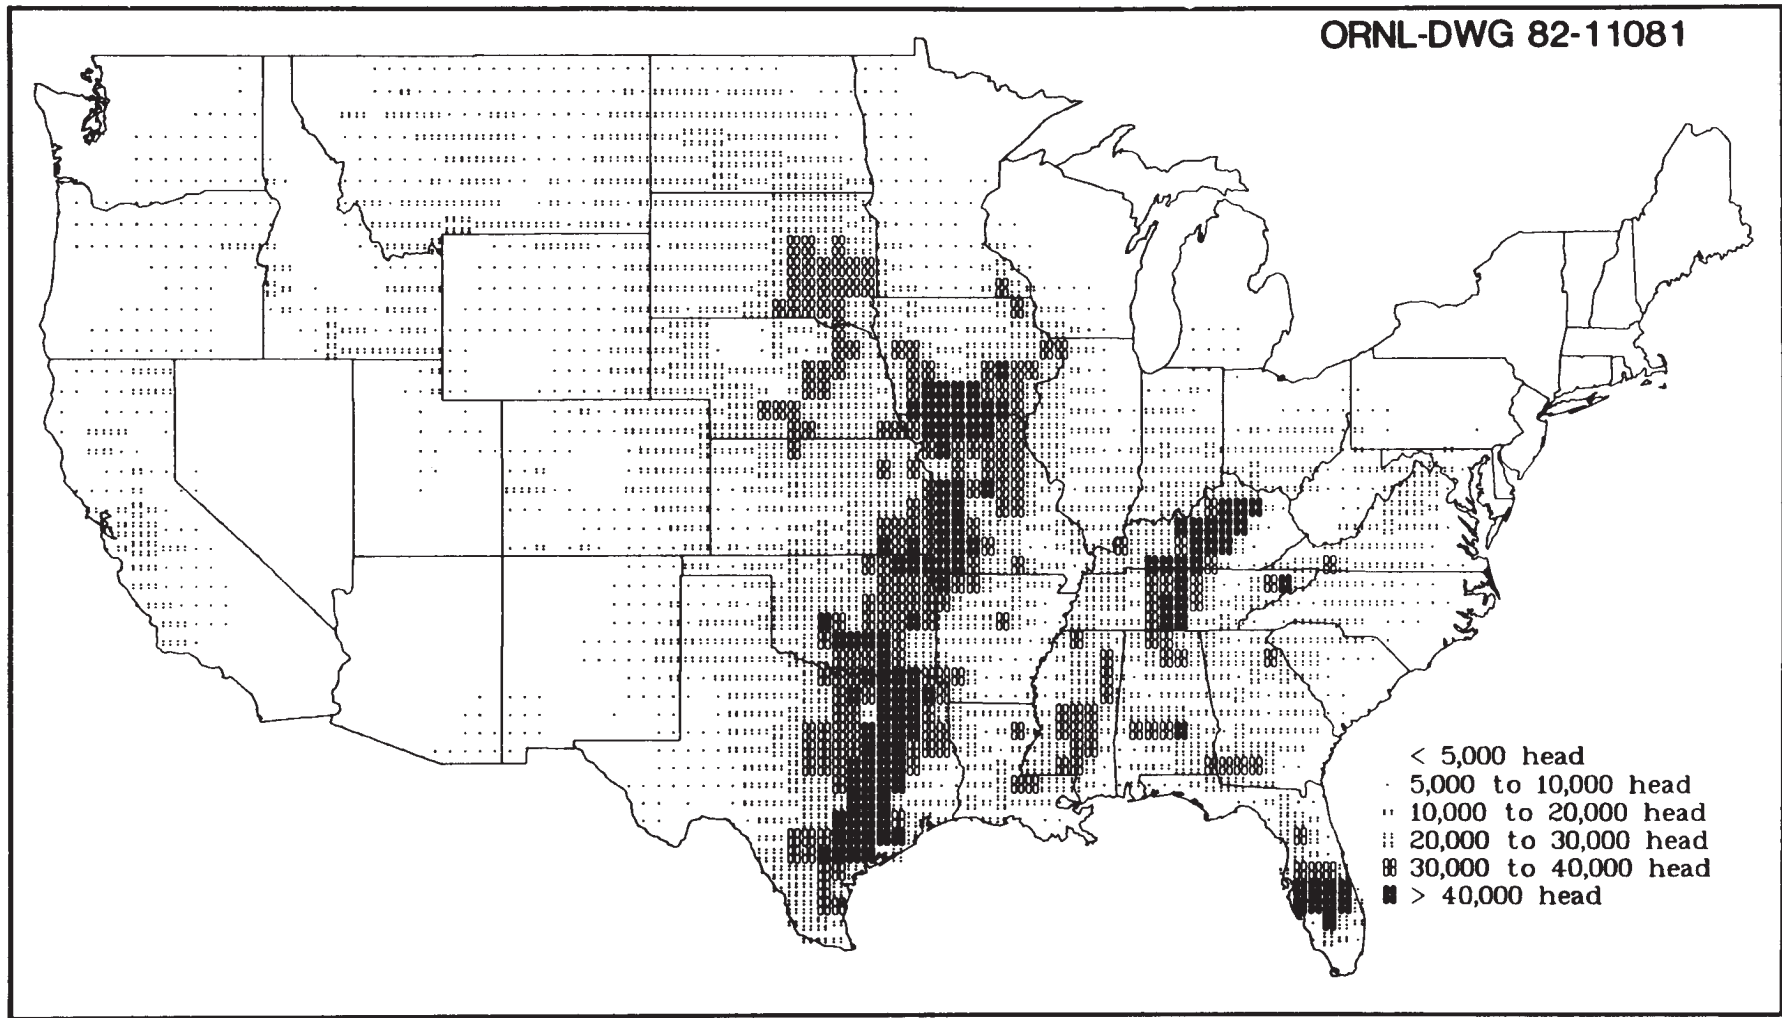 ORNL-DWG 82-11081
< 5,000 head
5,000 to 10,000 head
10,000 to 20,000 head
20,000 to 30,000 head
30,000 to 40,000 head
> 40,000 head